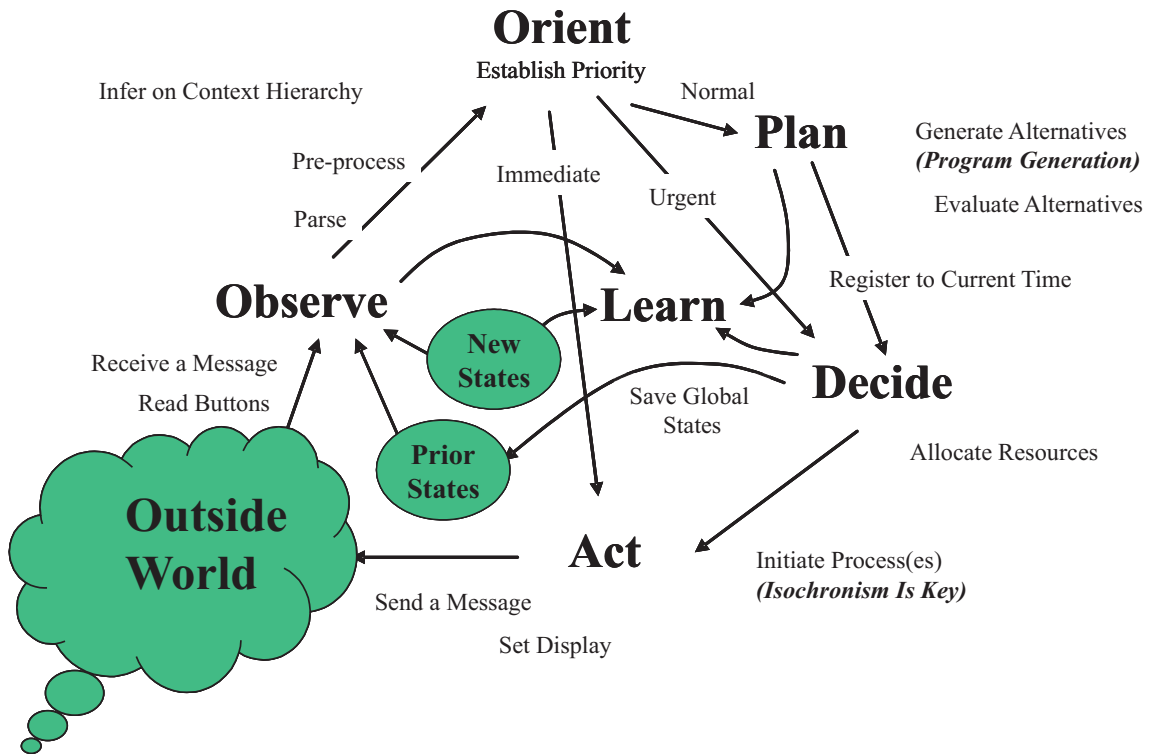 Orient
Establish Priority
Infer on Context Hierarchy
Normal
Plan
Generate Alternatives
(Program Generation)
Pre-process
Immediate
Urgent
Evaluate Alternatives
Parse
Register to Current Time
Observe
Learn
New
States
Receive a Message
Decide
Read Buttons
Save Global
States
Prior
States
Allocate Resources
Outside
World
Act
Initiate Process(es)
(Isochronism Is Key)
Send a Message
Set Display